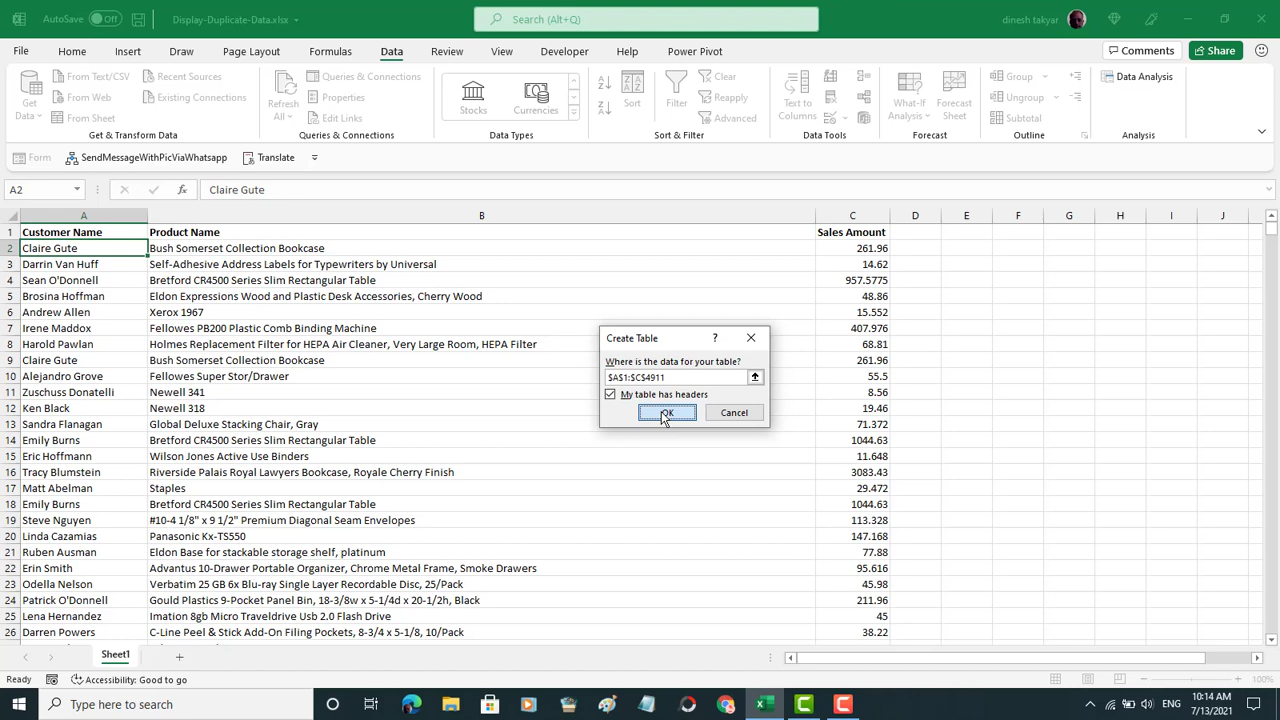 AutoSave Off Display-Duplicate-Data.xlsx Search (Alt+Q) dinesh takyar
File Home Insert Draw Page Layout Formulas Data Review View Developer Help Power Pivot Comments Share
Get Data From Text/CSV Recent Sources Refresh All Queries & Connections Stocks Currencies Sort Filter Clear Text to Columns What-If Analysis Forecast Sheet Group Data Analysis
From Web Existing Connections Properties Reapply Ungroup
From Sheet Edit Links Advanced Subtotal
Get & Transform Data Queries & Connections Data Types Sort & Filter Data Tools Forecast Outline Analysis
Form SendMessageWithPicViaWhatsapp Translate
A2 fx Claire Gute
A B C D E F G H I J
1 Customer Name Product Name Sales Amount
2 Claire Gute Bush Somerset Collection Bookcase 261.96
3 Darrin Van Huff Self-Adhesive Address Labels for Typewriters by Universal 14.62
4 Sean O'Donnell Bretford CR4500 Series Slim Rectangular Table 957.5775
5 Brosina Hoffman Eldon Expressions Wood and Plastic Desk Accessories, Cherry Wood 48.86
6 Andrew Allen Xerox 1967 15.552
7 Irene Maddox Fellowes PB200 Plastic Comb Binding Machine 407.976
8 Harold Pawlan Holmes Replacement Filter for HEPA Air Cleaner, Very Large Room, HEPA Filter 68.81
9 Claire Gute Bush Somerset Collection Bookcase 261.96
10 Alejandro Grove Fellowes Super Stor/Drawer 55.5
11 Zuschuss Donatelli Newell 341 8.56
12 Ken Black Newell 318 19.46
13 Sandra Flanagan Global Deluxe Stacking Chair, Gray 71.372
14 Emily Burns Bretford CR4500 Series Slim Rectangular Table 1044.63
15 Eric Hoffmann Wilson Jones Active Use Binders 11.648
16 Tracy Blumstein Riverside Palais Royal Lawyers Bookcase, Royale Cherry Finish 3083.43
17 Matt Abelman Staples 29.472
18 Emily Burns Bretford CR4500 Series Slim Rectangular Table 1044.63
19 Steve Nguyen #10-4 1/8" x 9 1/2" Premium Diagonal Seam Envelopes 113.328
20 Linda Cazamias Panasonic Kx-TS550 147.168
21 Ruben Ausman Eldon Base for stackable storage shelf, platinum 77.88
22 Erin Smith Advantus 10-Drawer Portable Organizer, Chrome Metal Frame, Smoke Drawers 95.616
23 Odella Nelson Verbatim 25 GB 6x Blu-ray Single Layer Recordable Disc, 25/Pack 45.98
24 Patrick O'Donnell Gould Plastics 9-Pocket Panel Bin, 18-3/8w x 5-1/4d x 20-1/2h, Black 211.96
25 Lena Hernandez Imation 8gb Micro Traveldrive Usb 2.0 Flash Drive 45
26 Darren Powers C-Line Peel & Stick Add-On Filing Pockets, 8-3/4 x 5-1/8, 10/Pack 38.22
Create Table ?
Where is the data for your table?
$A$1:$C$4911
My table has headers
OK Cancel
Sheet1
Ready Accessibility: Good to go 100%
Type here to search ENG 10:14 AM
7/13/2021